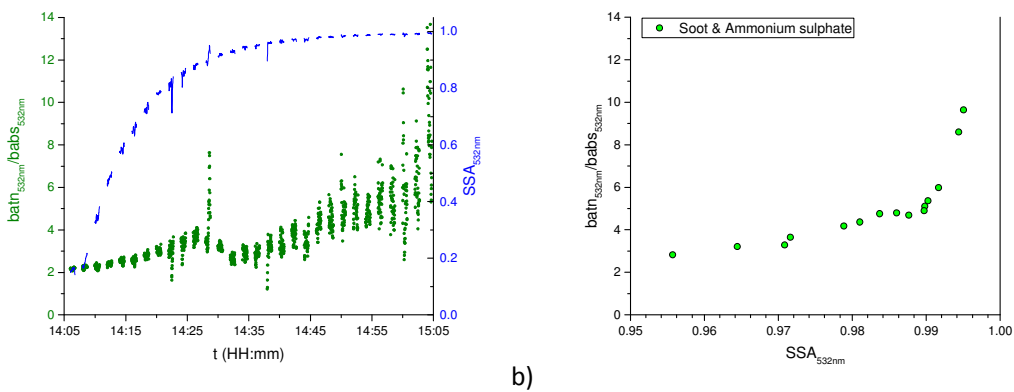 14
12
10
8
6
4
2
0
batn532nm/babs532nm
1.0
0.8
0.6
0.4
0.2
0.0
SSA532nm
14:05 14:15 14:25 14:35 14:45 14:55 15:05
t (HH:mm)
b)
14
12
10
8
6
4
2
0
batn532nm/babs532nm
Soot & Ammonium sulphate
0.95 0.96 0.97 0.98 0.99 1.00
SSA532nm